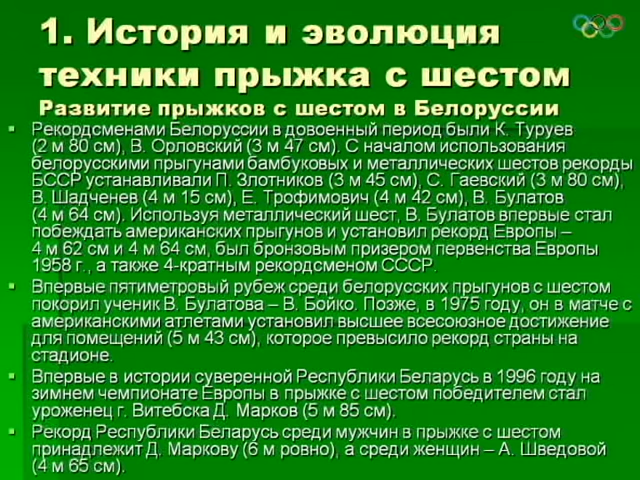 1. История и эволюция
техники прыжка с шестом
Развитие прыжков с шестом в Белоруссии
Рекордсменами Белоруссии в довоенный период были К. Туруев
(2 м 80 см), В. Орловский (3 м 47 см). С началом использования
белорусскими прыгунами бамбуковых и металлических шестов рекорды
БССР устанавливали П. Злотников (3 м 45 см), С. Гаевский (3 м 80 см),
В. Шадченев (4 м 15 см), Е. Трофимович (4 м 42 см), В. Булатов
(4 м 64 см). Используя металлический шест, В. Булатов впервые стал
побеждать американских прыгунов и установил рекорд Европы –
4 м 62 см и 4 м 64 см, был бронзовым призером первенства Европы
1958 г., а также 4-кратным рекордсменом СССР.
Впервые пятиметровый рубеж среди белорусских прыгунов с шестом
покорил ученик В. Булатова – В. Бойко. Позже, в 1975 году, он в матче с
американскими атлетами установил высшее всесоюзное достижение
для помещений (5 м 43 см), которое превысило рекорд страны на
стадионе.
Впервые в истории суверенной Республики Беларусь в 1996 году на
зимнем чемпионате Европы в прыжке с шестом победителем стал
уроженец г. Витебска Д. Марков (5 м 85 см).
Рекорд Республики Беларусь среди мужчин в прыжке с шестом
принадлежит Д. Маркову (6 м ровно), а среди женщин – А. Шведовой
(4 м 65 см).